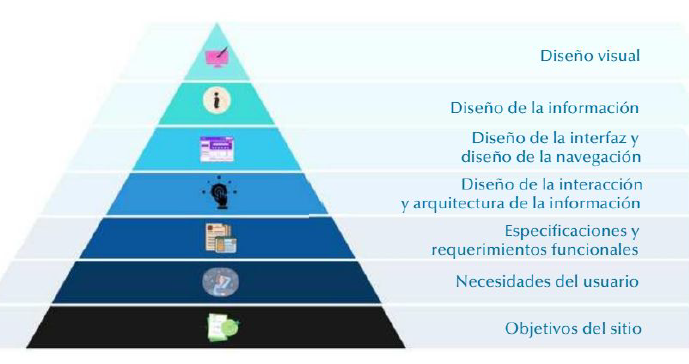 Diseño visual
Diseño de la información
Diseño de la interfaz y
diseño de la navegación
Diseño de la interacción
y arquitectura de la información
Especificaciones y
requerimientos funcionales
Necesidades del usuario
Objetivos del sitio